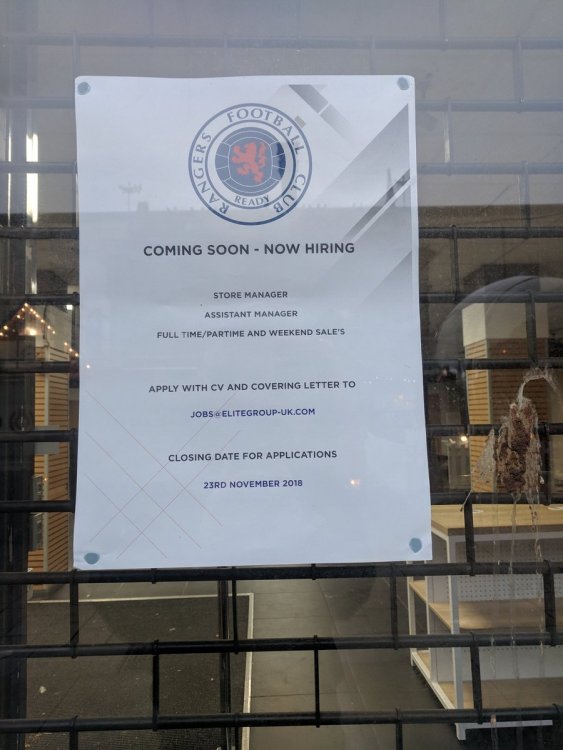 RANGERS FOOTBALL CLUB
READY
COMING SOON - NOW HIRING
STORE MANAGER
ASSISTANT MANAGER
FULL TIME/PARTIME AND WEEKEND SALE'S
APPLY WITH CV AND COVERING LETTER TO
JOBS@ELITEGROUP-UK.COM
CLOSING DATE FOR APPLICATIONS
23RD NOVEMBER 2018